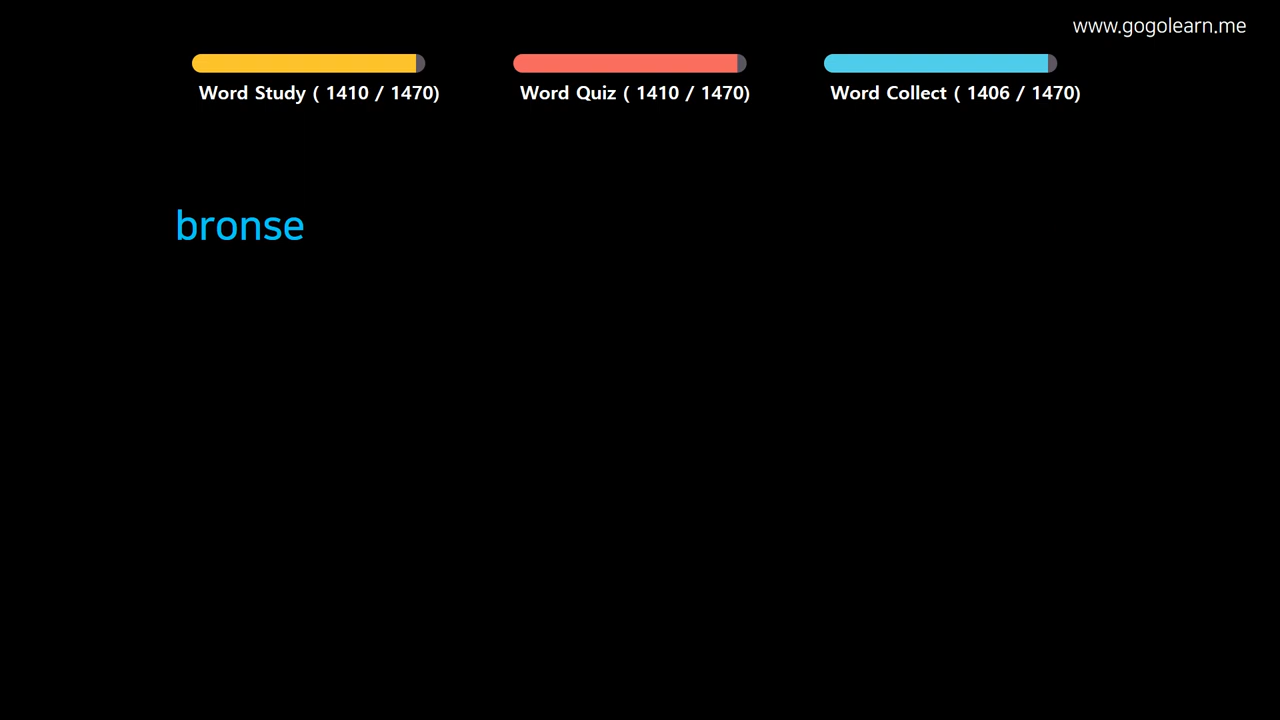 www.gogolearn.me
Word Study ( 1410 / 1470)
Word Quiz ( 1410 / 1470)
Word Collect ( 1406 / 1470)
bronse